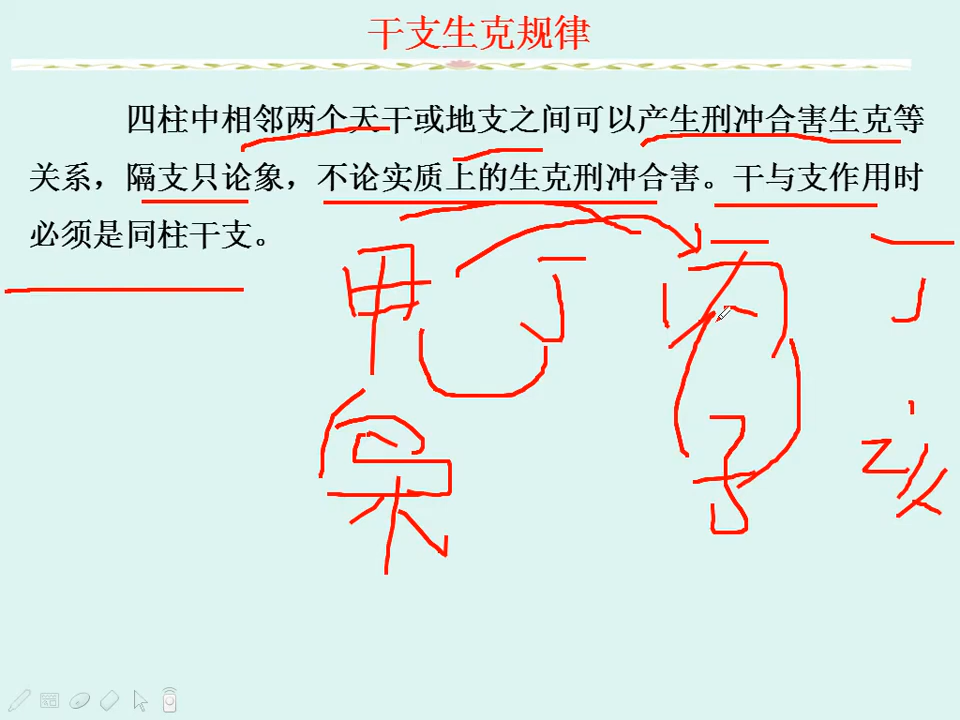 干支生克规律
四柱中相邻两个天干或地支之间可以产生刑冲合害生克等
关系，隔支只论象，不论实质上的生克刑冲合害。干与支作用时
必须是同柱干支。
甲 丁 丙 丁
子 亥